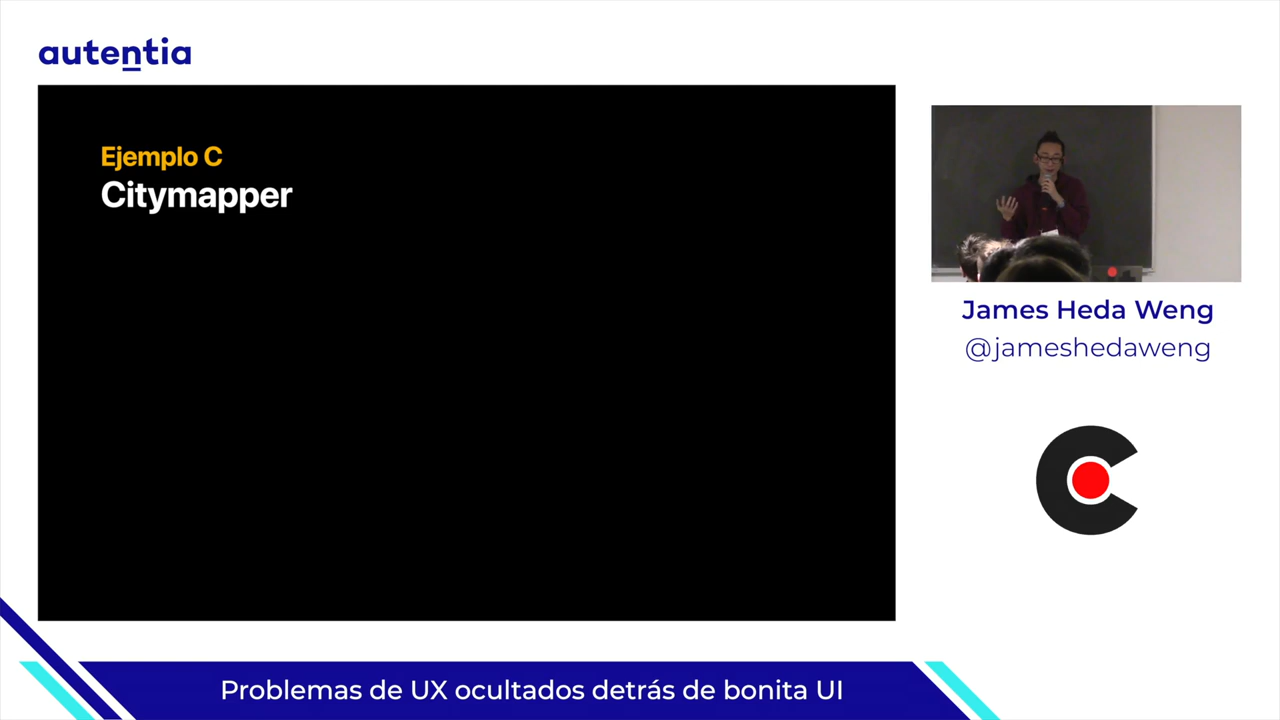 autentia
Ejemplo C
Citymapper
James Heda Weng
@jameshedaweng
Problemas de UX ocultados detrás de bonita UI